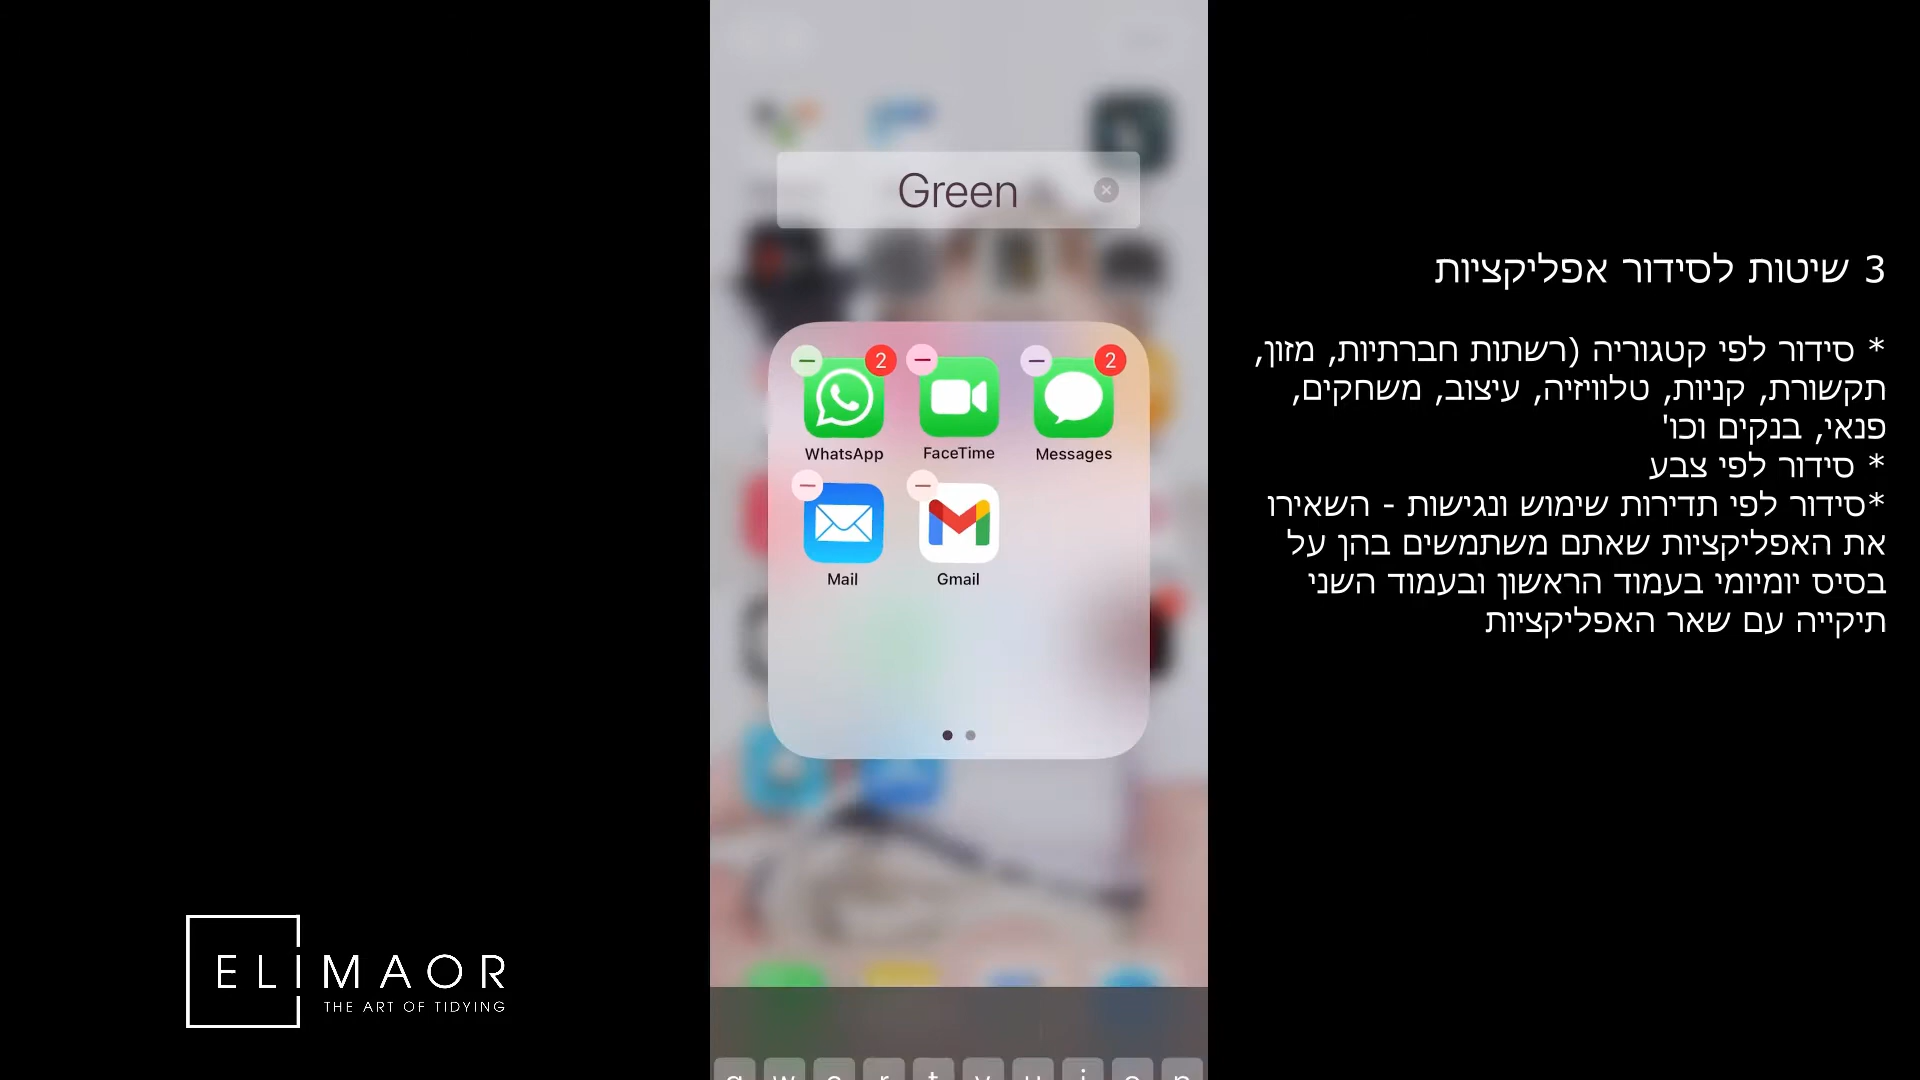 Green
2
2
WhatsApp
FaceTime
Messages
Mail
Gmail
3 שיטות לסידור אפליקציות
* סידור לפי קטגוריה (רשתות חברתיות, מזון,
תקשורת, קניות, טלוויזיה, עיצוב, משחקים,
פנאי, בנקים וכו'
* סידור לפי צבע
*סידור לפי תדירות שימוש ונגישות - השאירו
את האפליקציות שאתם משתמשים בהן על
בסיס יומיומי בעמוד הראשון ובעמוד השני
תיקייה עם שאר האפליקציות
ELIMAOR
THE ART OF TIDYING
q w e r t y u i o p